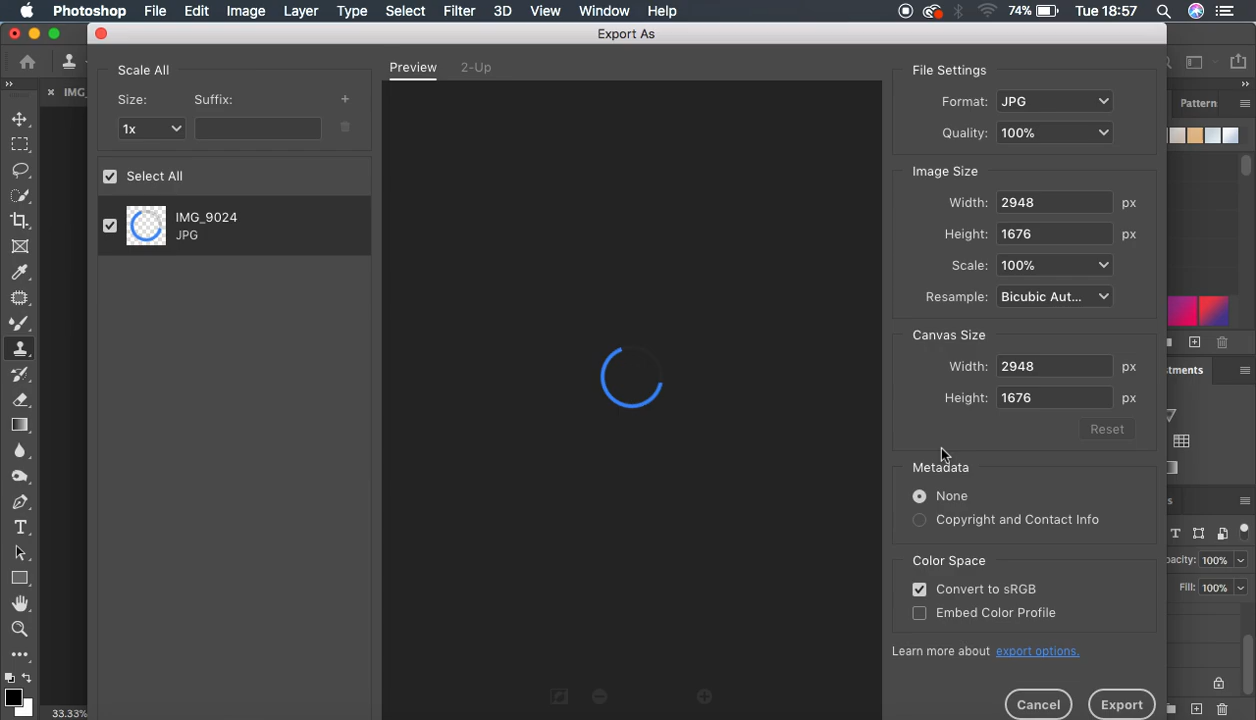 Photoshop File Edit Image Layer Type Select Filter 3D View Window Help 74% Tue 18:57
Export As
IMG_
Scale All
Size: Suffix:
1x
Select All
IMG_9024
JPG
Preview 2-Up
File Settings
Format: JPG
Quality: 100%
Image Size
Width: 2948 px
Height: 1676 px
Scale: 100%
Resample: Bicubic Aut...
Canvas Size
Width: 2948 px
Height: 1676 px
Reset
Metadata
None
Copyright and Contact Info
Color Space
Convert to sRGB
Embed Color Profile
Learn more about export options.
Cancel Export
Pattern
stments
s
pacity: 100%
Fill: 100%
33.33%